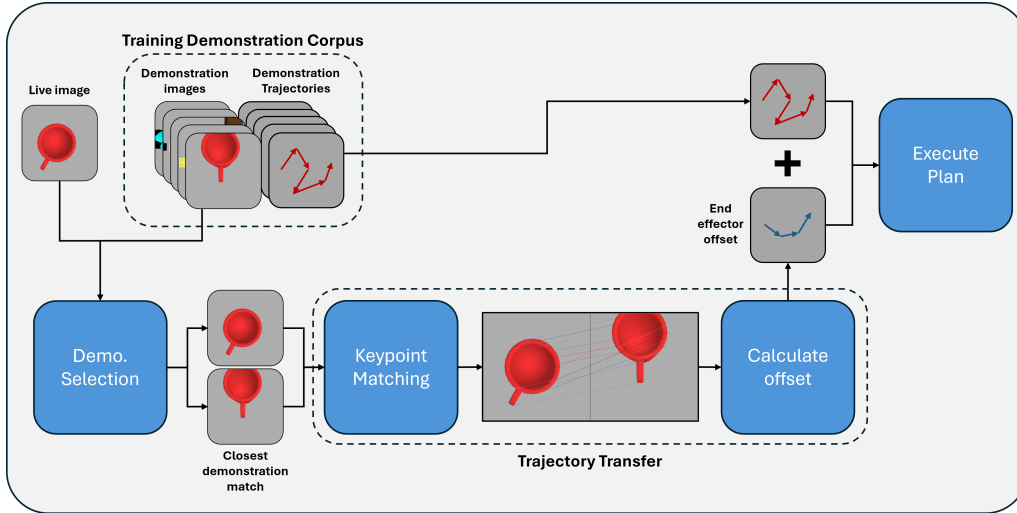 Training Demonstration Corpus
Live image
Demonstration
images
Demonstration
Trajectories
Execute
Plan
End
effector
offset
Demo.
Selection
Closest
demonstration
match
Keypoint
Matching
Calculate
offset
Trajectory Transfer